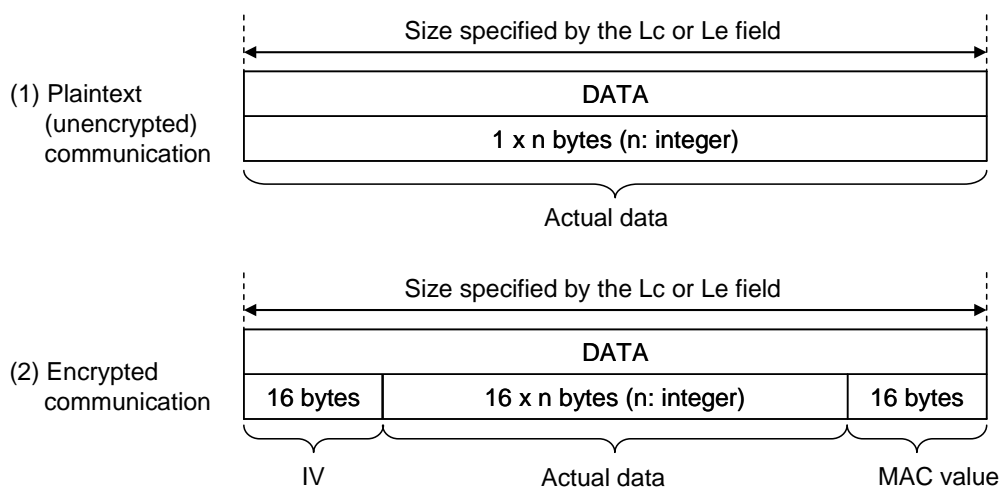 Size specified by the Lc or Le field
(1) Plaintext
(unencrypted)
communication
DATA
1 x n bytes (n: integer)
Actual data
Size specified by the Lc or Le field
(2) Encrypted
communication
DATA
16 bytes
16 x n bytes (n: integer)
16 bytes
IV
Actual data
MAC value